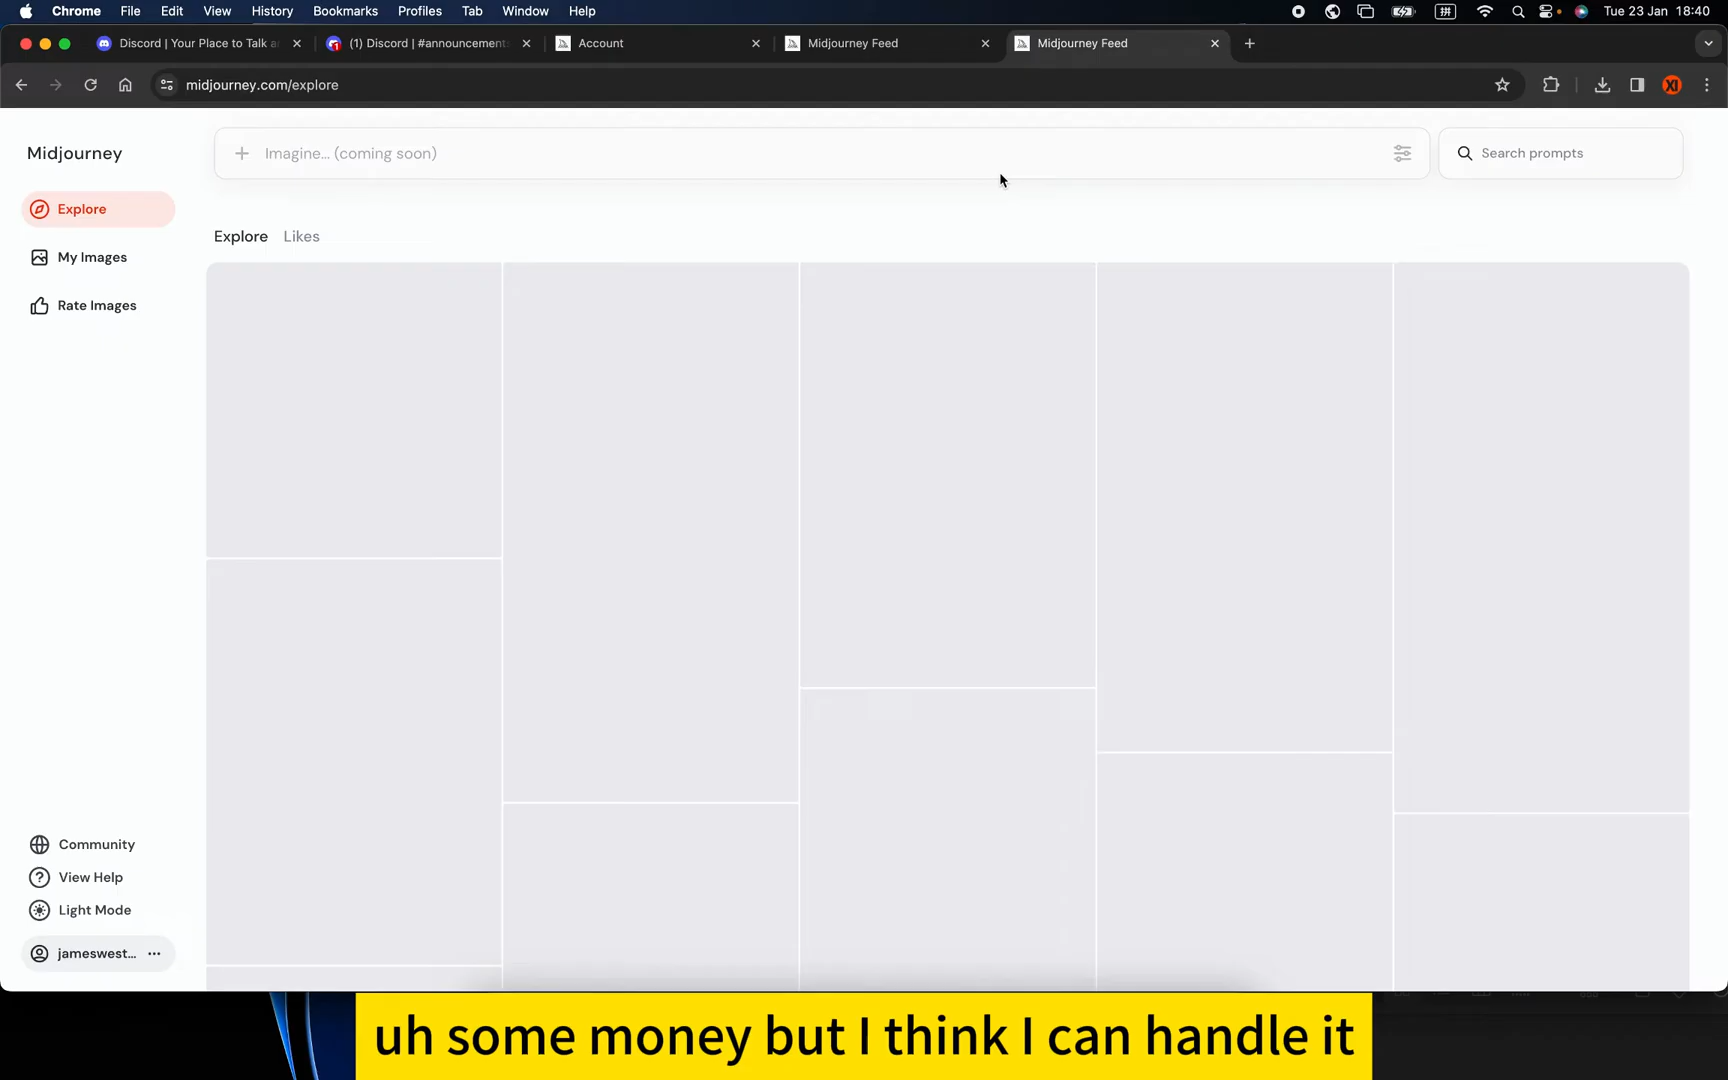 Chrome File Edit View History Bookmarks Profiles Tab Window Help Tue 23 Jan 18:40
Discord | Your Place to Talk a (1) Discord | #announcement Account Midjourney Feed Midjourney Feed
midjourney.com/explore XI
Midjourney
Imagine... (coming soon)
Search prompts
Explore
My Images
Rate Images
Explore Likes
Community
View Help
Light Mode
jameswest...
uh some money but I think I can handle it